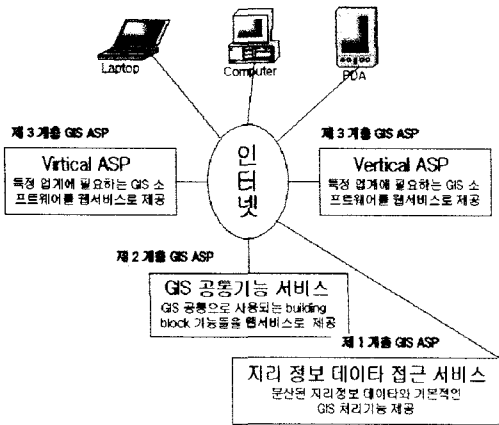 Laptop
Computer
PDA
제 3 계층 GIS ASP
제 3 계층 GIS ASP
Virtical ASP
특정 업계에 필요하는 GIS 소
프트웨어를 웹서비스로 제공
인
터
넷
Vertical ASP
특정 업계에 필요하는 GIS 소
프트웨어를 웹서비스로 제공
제 2 계층 GIS ASP
GIS 공통기능 서비스
GIS 공통으로 사용되는 building
block 기능들을 웹서비스로 제공
제 1 계층 GIS ASP
지리 정보 데이타 접근 서비스
분산된 지리정보 데이타와 기본적인
GIS 처리기능 제공